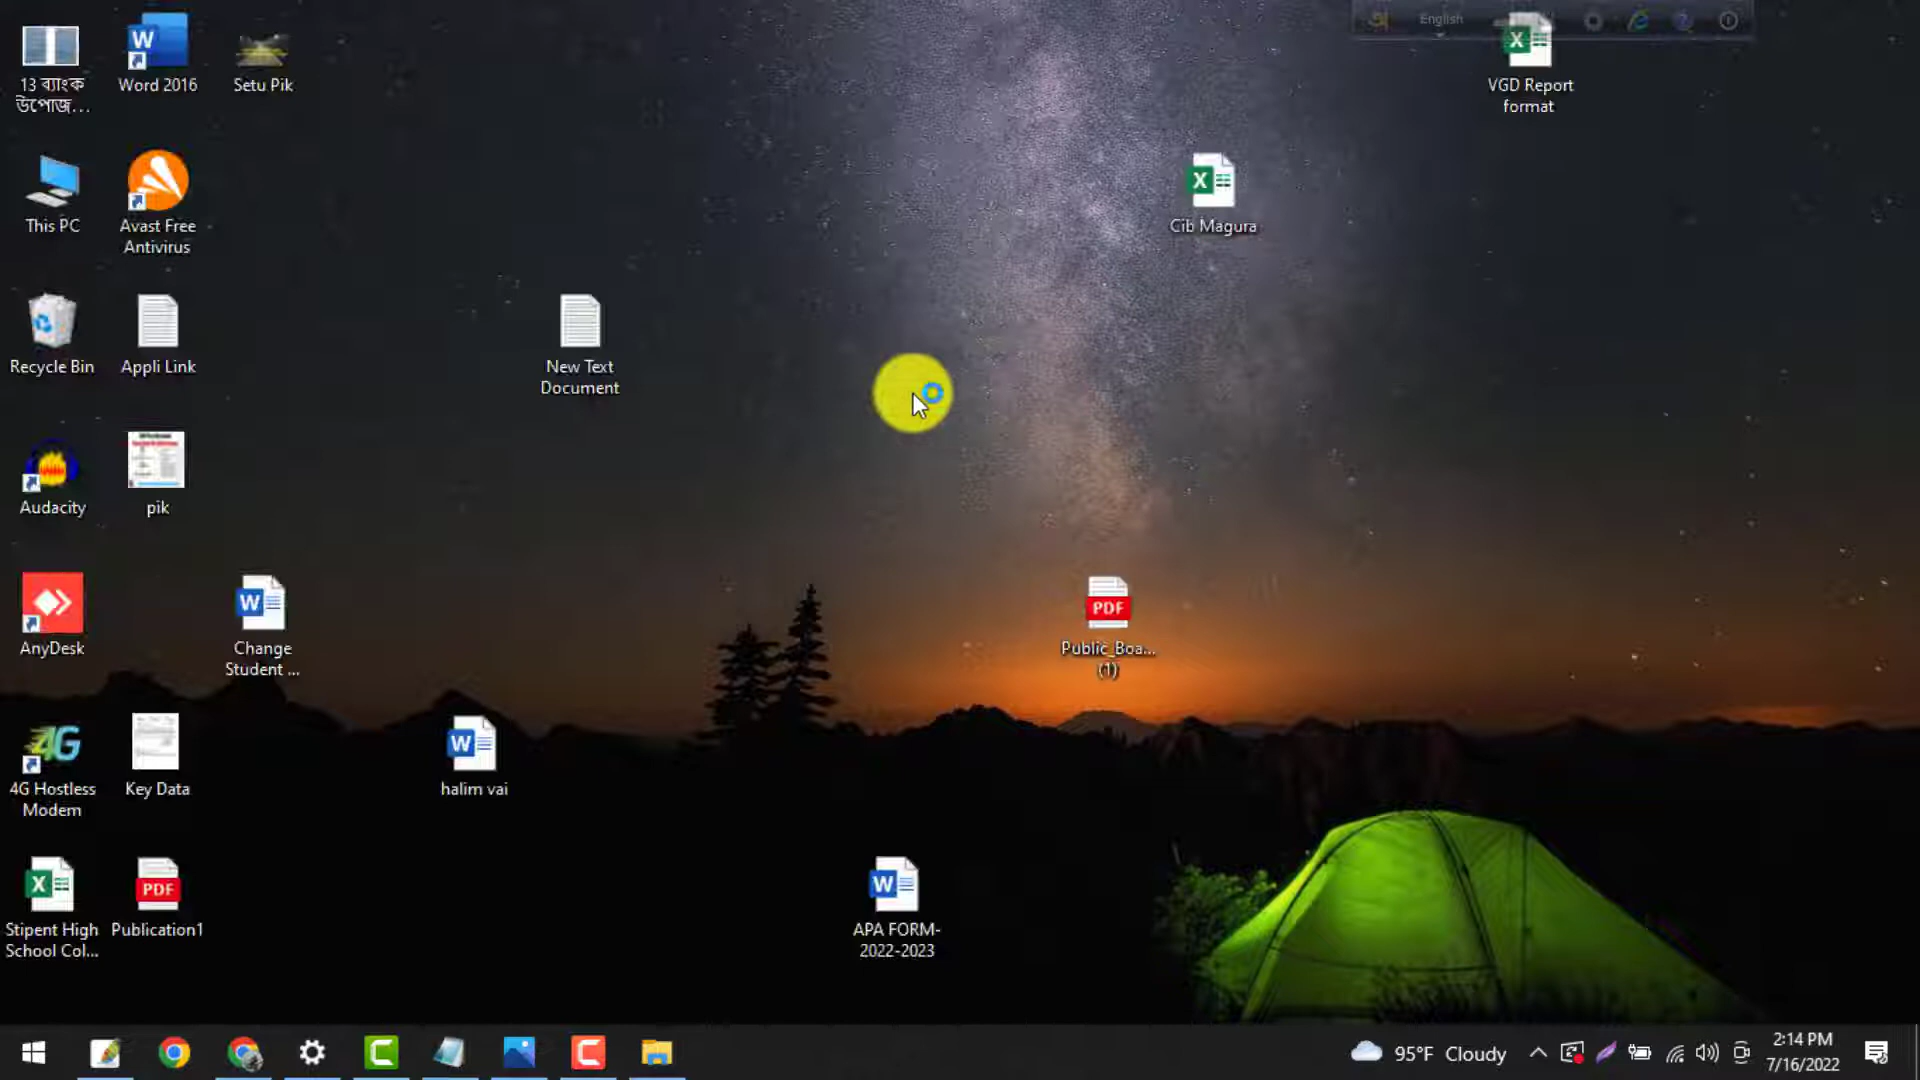 English
13 ব্যাংক
উপোজ...
Word 2016
Setu Pik
VGD Report
format
This PC
Avast Free
Antivirus
Cib Magura
Recycle Bin
Appli Link
New Text
Document
Audacity
pik
AnyDesk
Change
Student ...
PDF
Public_Boa...
(1)
4G
4G Hostless
Modem
Key Data
halim vai
Stipent High
School Col...
PDF
Publication1
APA FORM-
2022-2023
95°F Cloudy
2:14 PM
7/16/2022